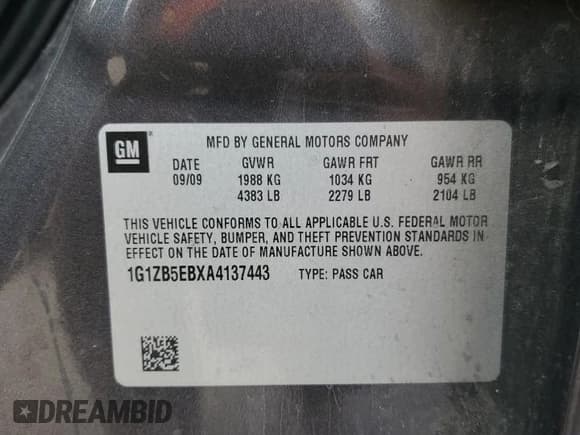 GM
MFD BY GENERAL MOTORS COMPANY
DATE GVWR GAWR FRT GAWR RR
09/09 1988 KG 1034 KG 954 KG
4383 LB 2279 LB 2104 LB
THIS VEHICLE CONFORMS TO ALL APPLICABLE U.S. FEDERAL MOTOR
VEHICLE SAFETY, BUMPER, AND THEFT PREVENTION STANDARDS IN
EFFECT ON THE DATE OF MANUFACTURE SHOWN ABOVE.
1G1ZB5EBXA4137443 TYPE: PASS CAR
DREAMBID